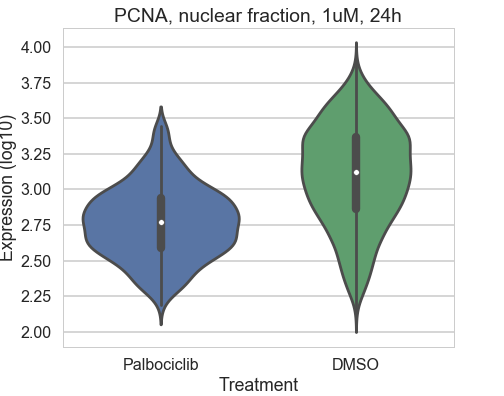 PCNA, nuclear fraction, 1uM, 24h
Expression (log10)
4.00
3.75
3.50
3.25
3.00
2.75
2.50
2.25
2.00
Palbociclib
DMSO
Treatment